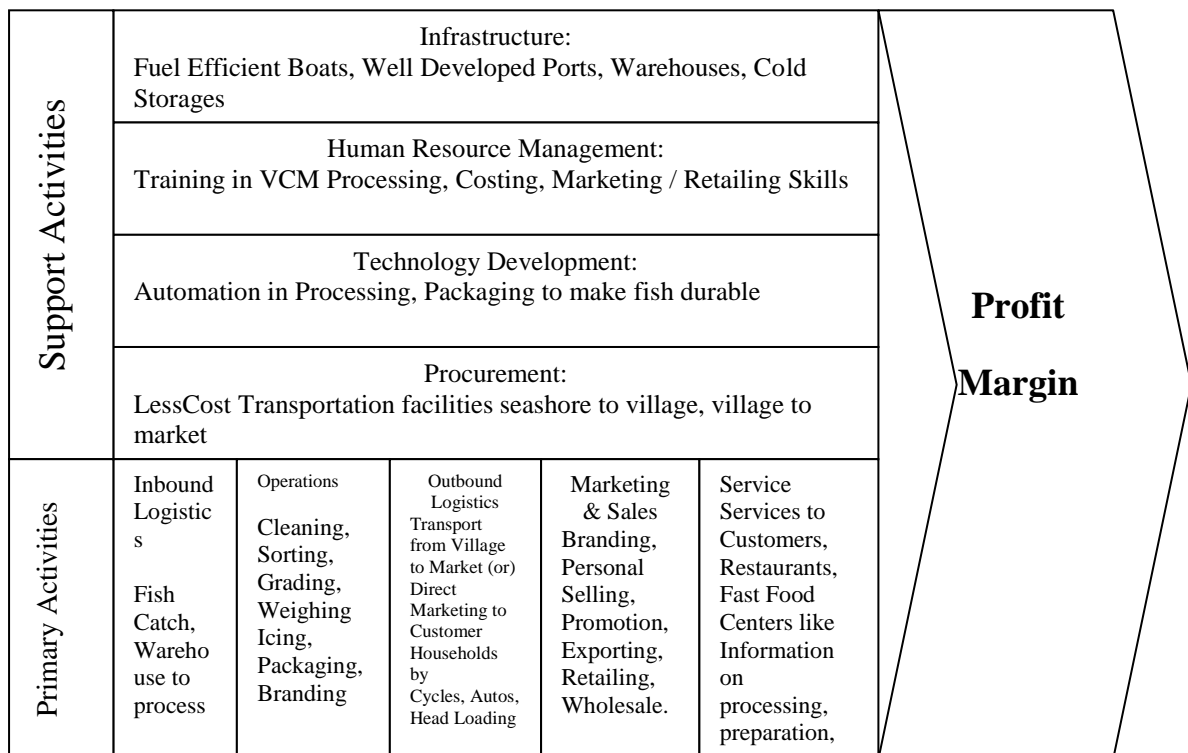 Support Activities
Infrastructure:
Fuel Efficient Boats, Well Developed Ports, Warehouses, Cold
Storages
Human Resource Management:
Training in VCM Processing, Costing, Marketing / Retailing Skills
Technology Development:
Automation in Processing, Packaging to make fish durable
Procurement:
LessCost Transportation facilities seashore to village, village to
market
Primary Activities
Inbound
Logistic
s
Fish
Catch,
Wareho
use to
process
Operations
Cleaning,
Sorting,
Grading,
Weighing
Icing,
Packaging,
Branding
Outbound
Logistics
Transport
from Village
to Market (or)
Direct
Marketing to
Customer
Households
by
Cycles, Autos,
Head Loading
Marketing
& Sales
Branding,
Personal
Selling,
Promotion,
Exporting,
Retailing,
Wholesale.
Service
Services to
Customers,
Restaurants,
Fast Food
Centers like
Information
on
processing,
preparation,
Profit
Margin